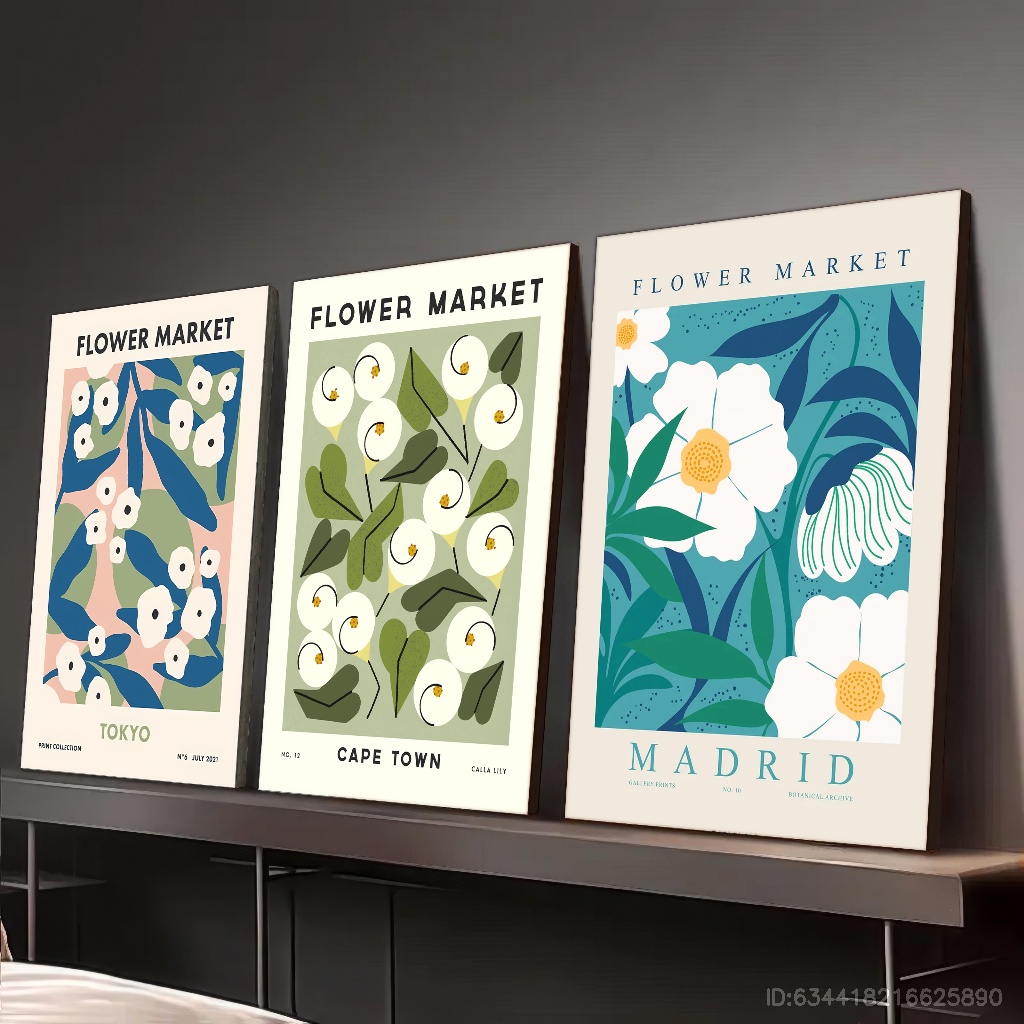 FLOWER MARKET
TOKYO
PRINT COLLECTION
Nº6 JULY 2021
FLOWER MARKET
NO. 12
CAPE TOWN
CALLA LILY
FLOWER MARKET
MADRID
GALLERY PRINTS
NO. 10
BOTANICAL ARCHIVE
ID:634418216625890